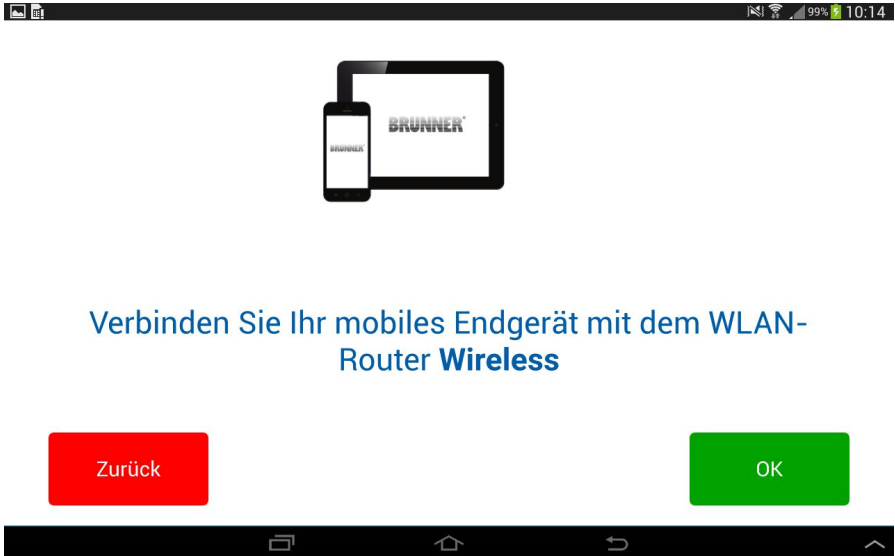 99% 10:14
BRUNNER
BRUNNER
Verbinden Sie Ihr mobiles Endgerät mit dem WLAN-
Router Wireless
Zurück
OK